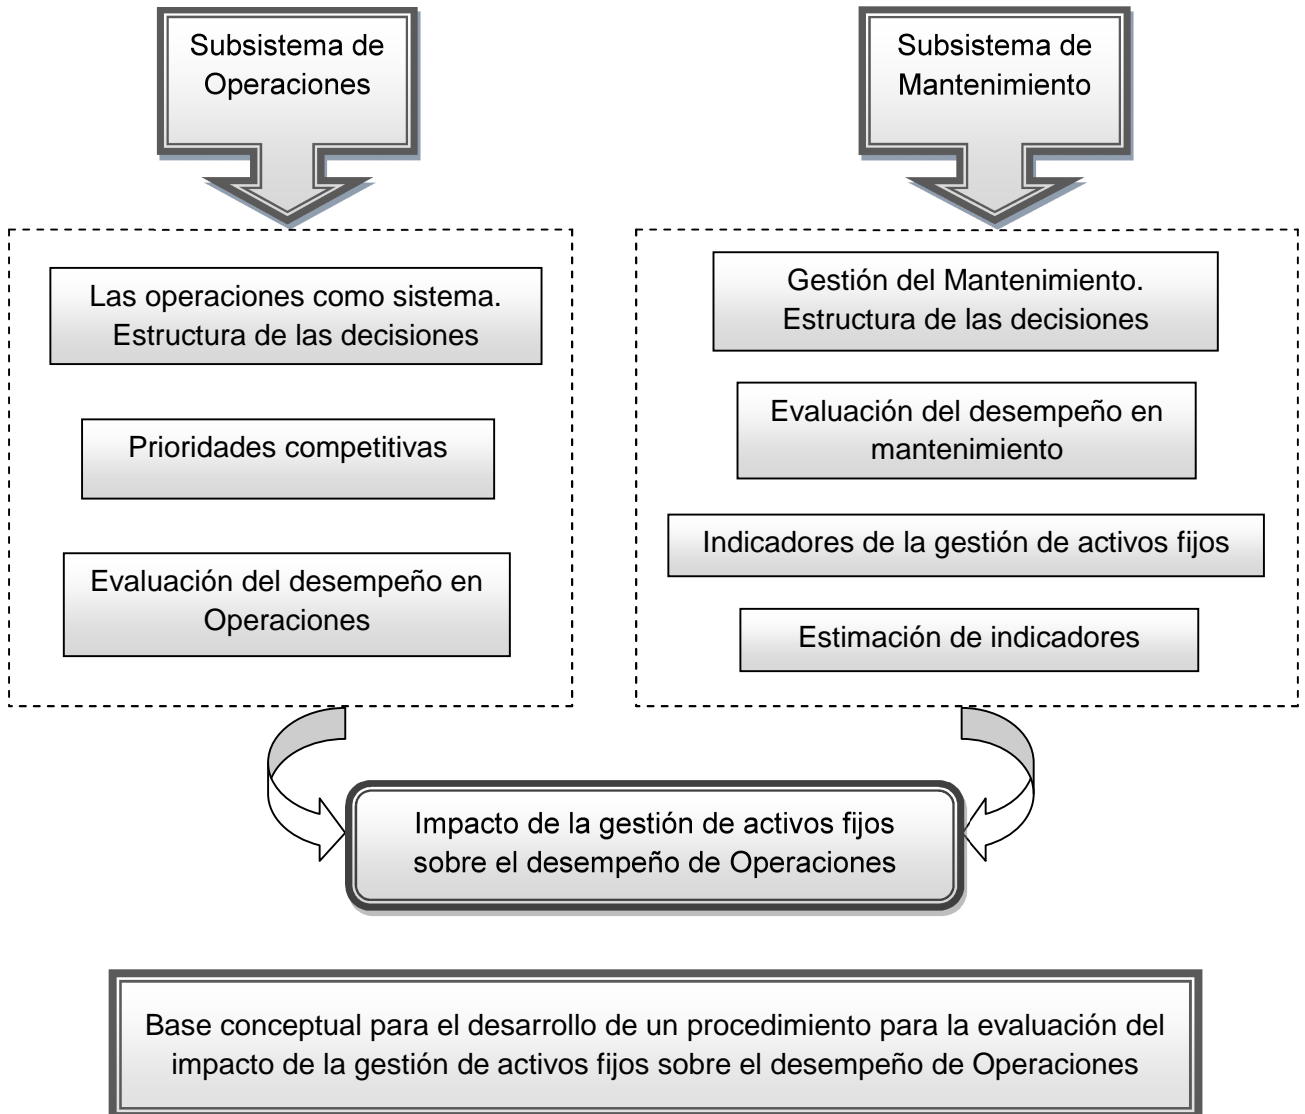 Subsistema de
Operaciones
Subsistema de
Mantenimiento
Las operaciones como sistema.
Estructura de las decisiones
Prioridades competitivas
Evaluación del desempeño en
Operaciones
Gestión del Mantenimiento.
Estructura de las decisiones
Evaluación del desempeño en
mantenimiento
Indicadores de la gestión de activos fijos
Estimación de indicadores
Impacto de la gestión de activos fijos
sobre el desempeño de Operaciones
Base conceptual para el desarrollo de un procedimiento para la evaluación del
impacto de la gestión de activos fijos sobre el desempeño de Operaciones